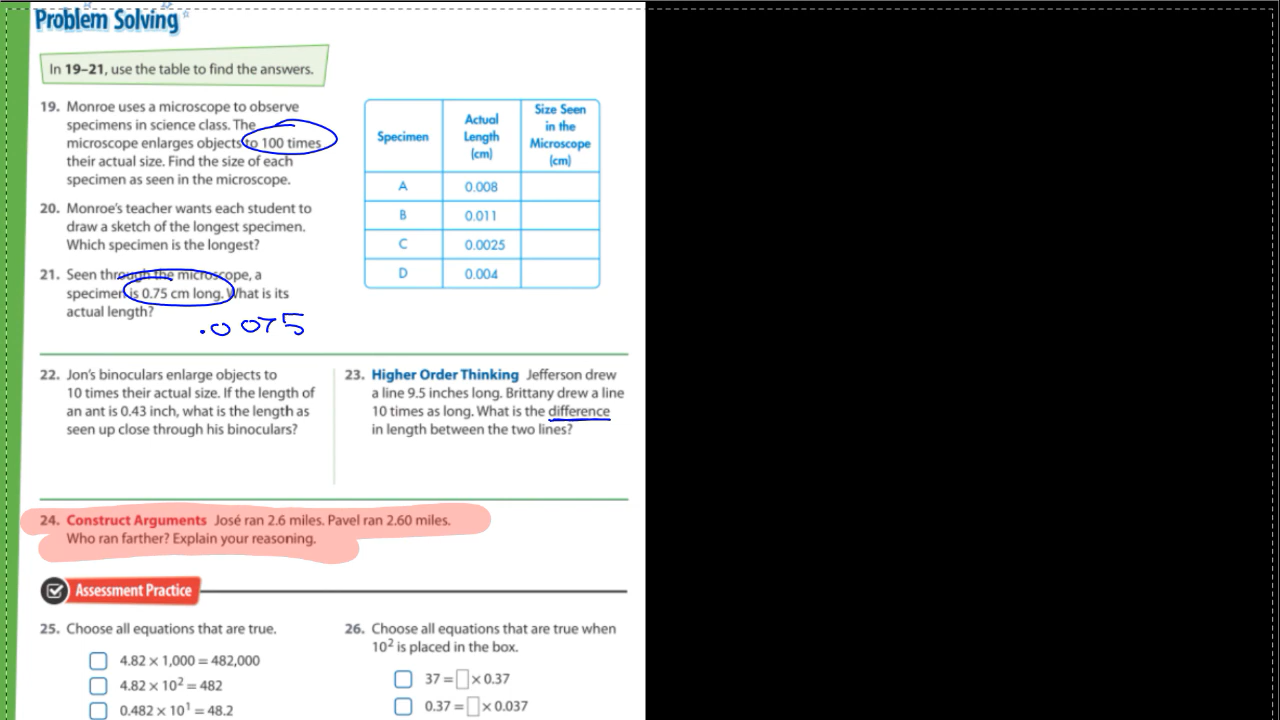 Problem Solving
In 19–21, use the table to find the answers.
19. Monroe uses a microscope to observe
specimens in science class. The
microscope enlarges objects to 100 times
their actual size. Find the size of each
specimen as seen in the microscope.
20. Monroe's teacher wants each student to
draw a sketch of the longest specimen.
Which specimen is the longest?
21. Seen through the microscope, a
specimen is 0.75 cm long. What is its
actual length?
.0075
Specimen
Actual
Length
(cm)
Size Seen
in the
Microscope
(cm)
A 0.008
B 0.011
C 0.0025
D 0.004
22. Jon's binoculars enlarge objects to
10 times their actual size. If the length of
an ant is 0.43 inch, what is the length as
seen up close through his binoculars?
23. Higher Order Thinking Jefferson drew
a line 9.5 inches long. Brittany drew a line
10 times as long. What is the difference
in length between the two lines?
24. Construct Arguments José ran 2.6 miles. Pavel ran 2.60 miles.
Who ran farther? Explain your reasoning.
Assessment Practice
25. Choose all equations that are true.
4.82 × 1,000 = 482,000
4.82 × 10² = 482
0.482 × 10¹ = 48.2
26. Choose all equations that are true when
10² is placed in the box.
37 = □ × 0.37
0.37 = □ × 0.037